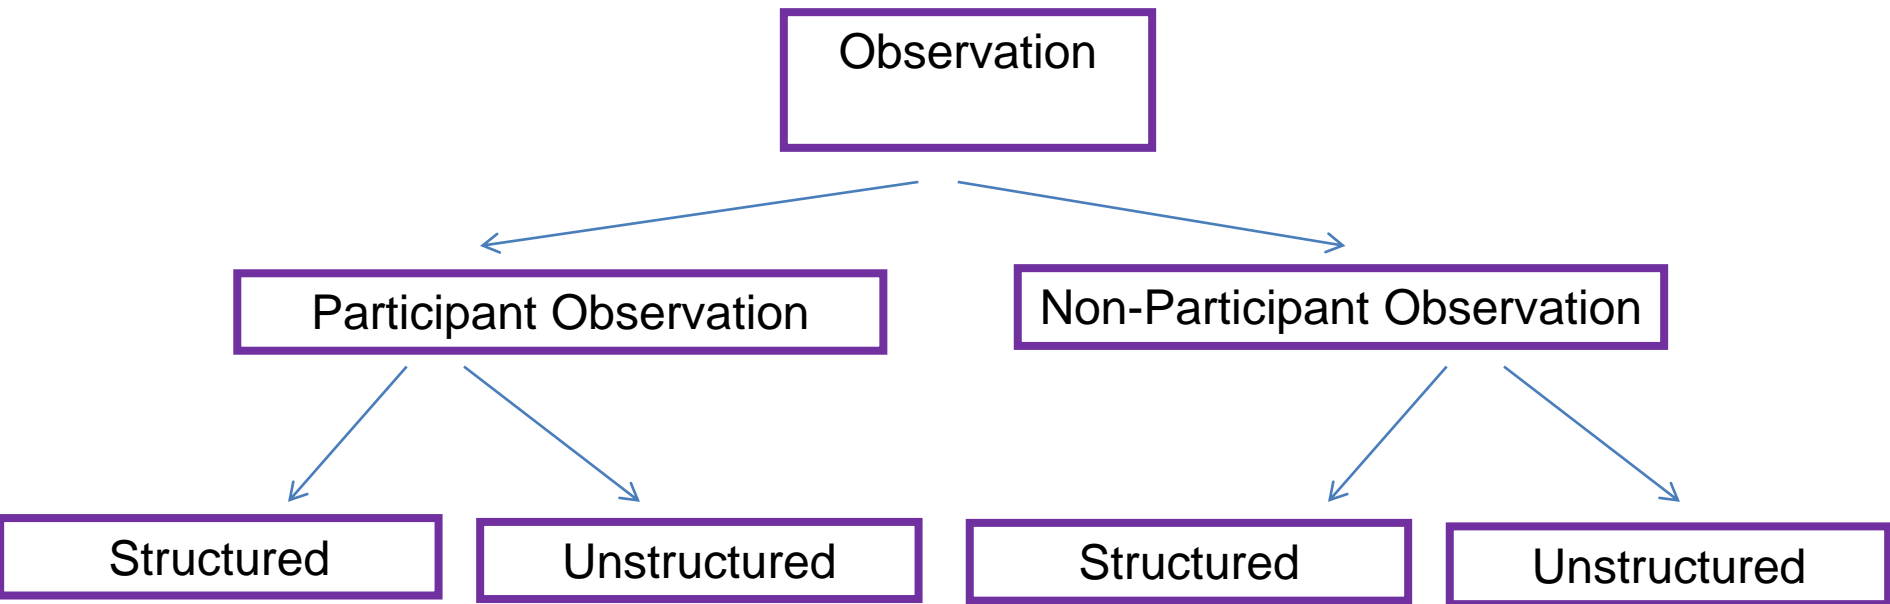 Observation
Participant Observation
Non-Participant Observation
Structured
Unstructured
Structured
Unstructured